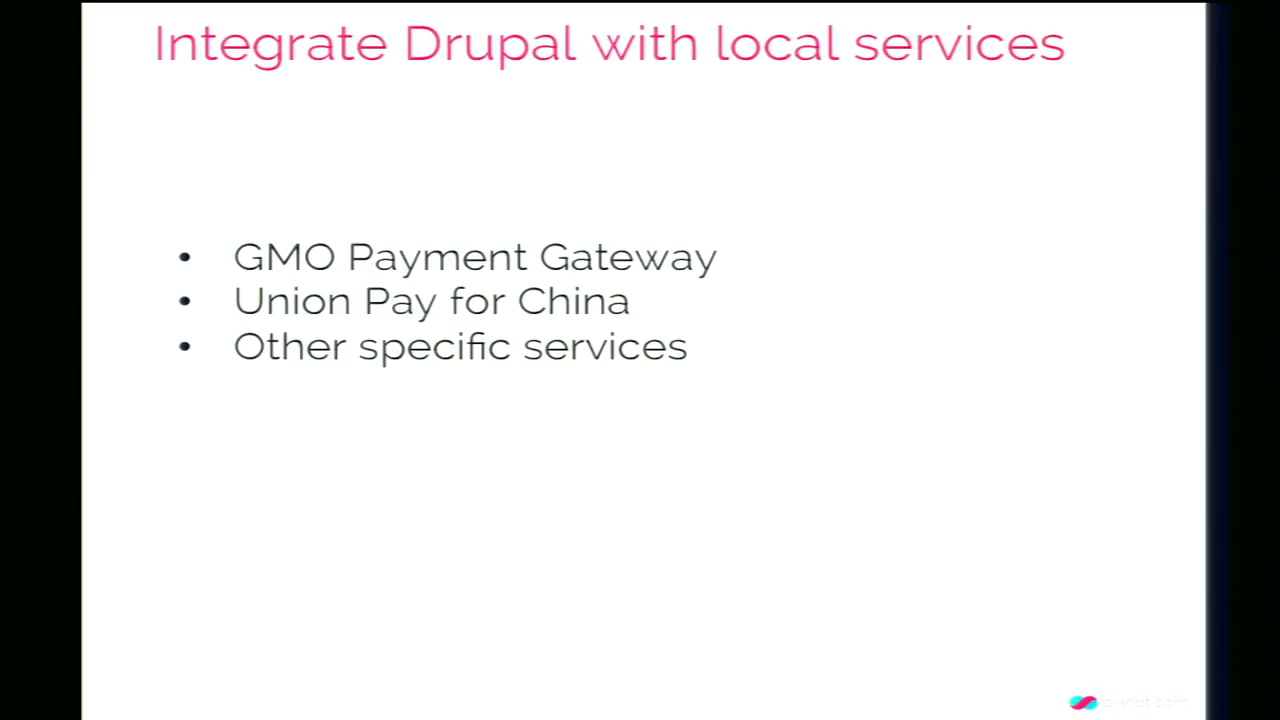 Integrate Drupal with local services
• GMO Payment Gateway
• Union Pay for China
• Other specific services